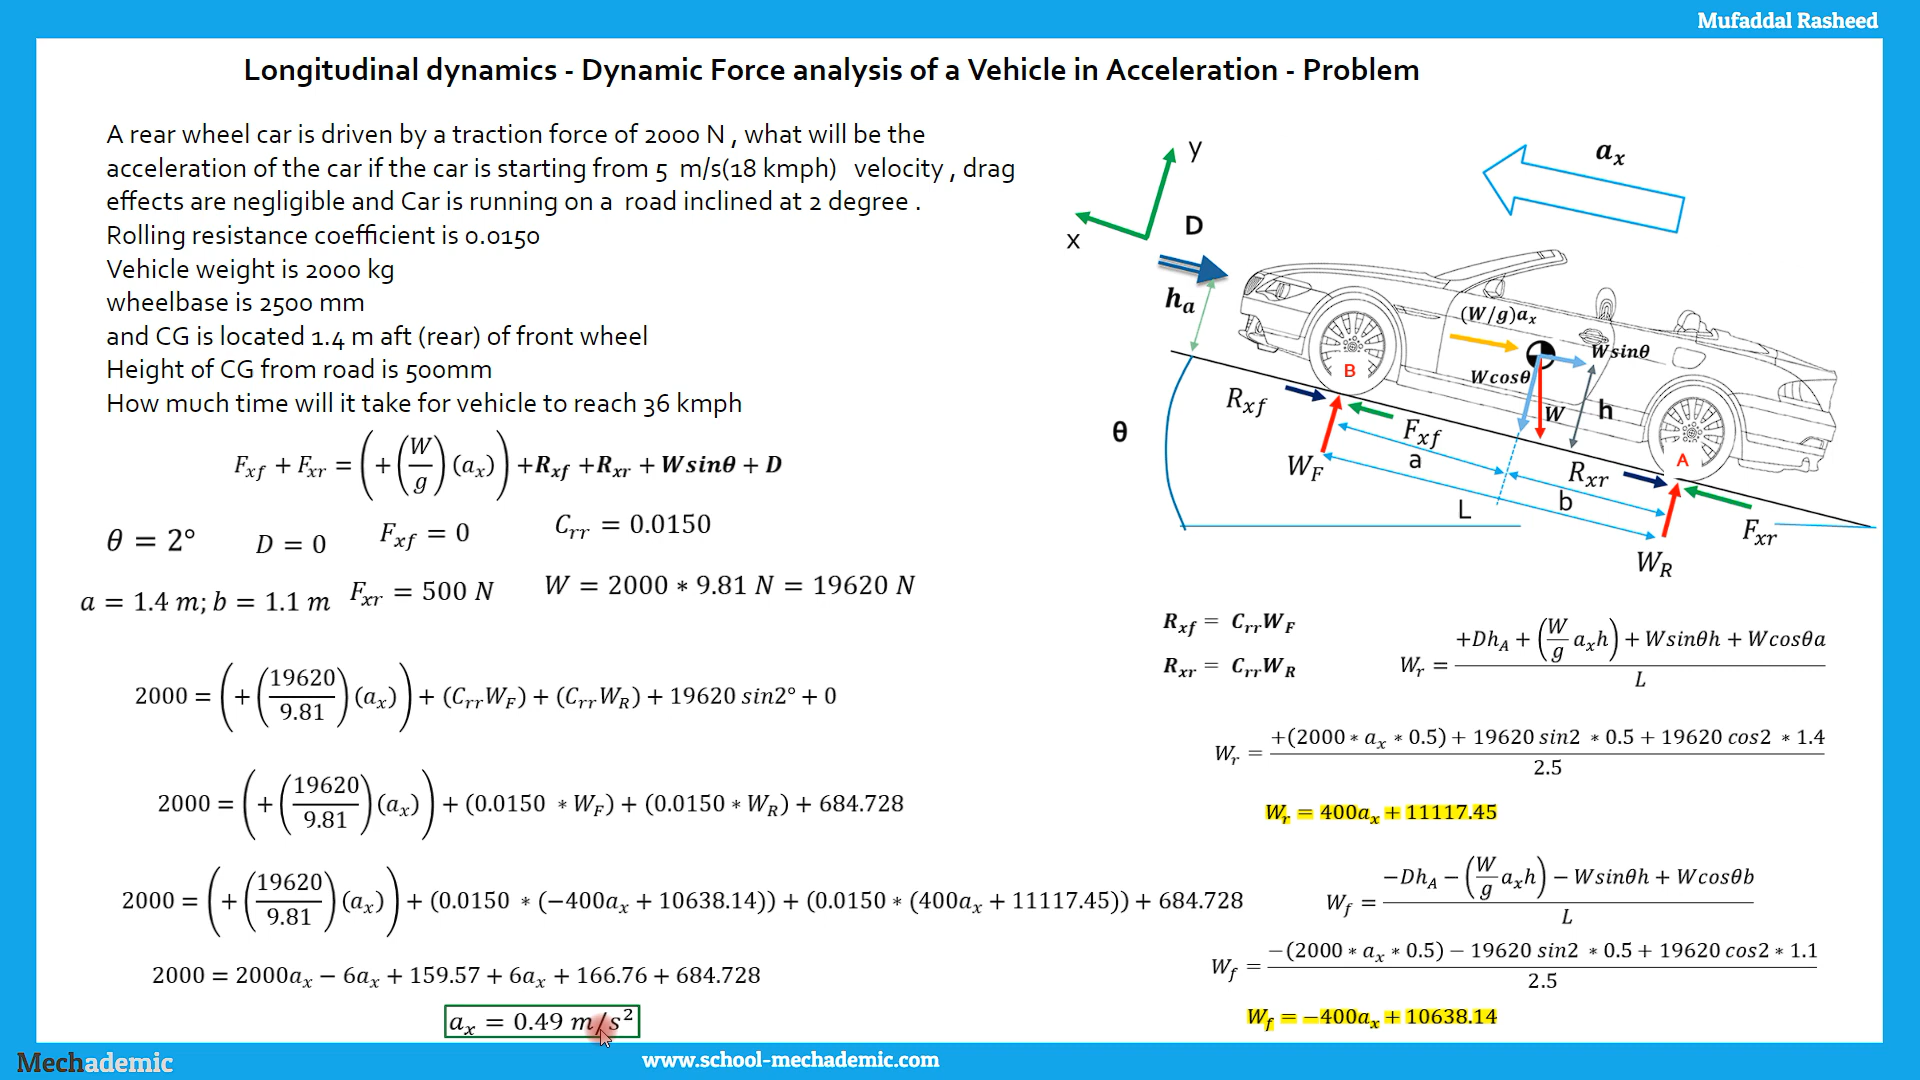 Mufaddal Rasheed
Longitudinal dynamics - Dynamic Force analysis of a Vehicle in Acceleration - Problem
A rear wheel car is driven by a traction force of 2000 N , what will be the
acceleration of the car if the car is starting from 5 m/s(18 kmph) velocity , drag
effects are negligible and Car is running on a road inclined at 2 degree .
Rolling resistance coefficient is 0.0150
Vehicle weight is 2000 kg
wheelbase is 2500 mm
and CG is located 1.4 m aft (rear) of front wheel
Height of CG from road is 500mm
How much time will it take for vehicle to reach 36 kmph
F_xf + F_xr = (+(W/g)(a_x)) +R_xf +R_xr + Wsinθ + D
θ = 2°
D = 0
F_xf = 0
C_rr = 0.0150
a = 1.4 m; b = 1.1 m
F_xr = 500 N
W = 2000 * 9.81 N = 19620 N
2000 = (+(19620/9.81)(a_x)) + (C_rr W_F) + (C_rr W_R) + 19620 sin2° + 0
2000 = (+(19620/9.81)(a_x)) + (0.0150 * W_F) + (0.0150 * W_R) + 684.728
2000 = (+(19620/9.81)(a_x)) + (0.0150 * (−400a_x + 10638.14)) + (0.0150 * (400a_x + 11117.45)) + 684.728
2000 = 2000a_x − 6a_x + 159.57 + 6a_x + 166.76 + 684.728
a_x = 0.49 m/s²
a_x
y
x
D
h_a
(W/g)a_x
Wsinθ
Wcosθ
W
h
B
R_xf
F_xf
θ
W_F
a
A
R_xr
L
b
F_xr
W_R
R_xf = C_rr W_F
R_xr = C_rr W_R
W_r = (+Dh_A + (W/g a_x h) + Wsinθh + Wcosθa) / L
W_r = (+(2000 * a_x * 0.5) + 19620 sin2 * 0.5 + 19620 cos2 * 1.4) / 2.5
W_r = 400a_x + 11117.45
W_f = (−Dh_A − (W/g a_x h) − Wsinθh + Wcosθb) / L
W_f = (−(2000 * a_x * 0.5) − 19620 sin2 * 0.5 + 19620 cos2 * 1.1) / 2.5
W_f = −400a_x + 10638.14
Mechademic
www.school-mechademic.com